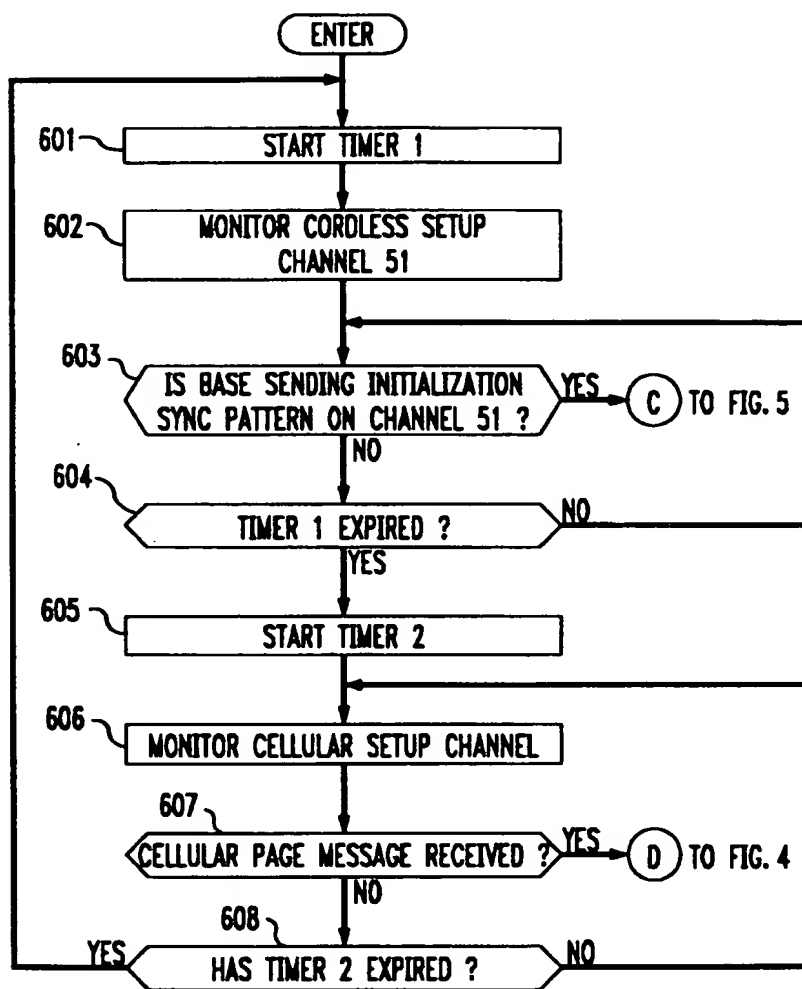 ENTER
601
START TIMER 1
602
MONITOR CORDLESS SETUP
CHANNEL 51
603
IS BASE SENDING INITIALIZATION
SYNC PATTERN ON CHANNEL 51 ?
YES
C
TO FIG. 5
NO
604
TIMER 1 EXPIRED ?
NO
YES
605
START TIMER 2
606
MONITOR CELLULAR SETUP CHANNEL
607
CELLULAR PAGE MESSAGE RECEIVED ?
YES
D
TO FIG. 4
NO
608
YES
HAS TIMER 2 EXPIRED ?
NO